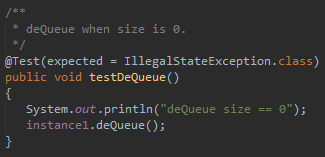 /**
 * deQueue when size is 0.
 */
@Test(expected = IllegalStateException.class)
public void testDeQueue()
{
    System.out.println("deQueue size == 0");
    instance1.deQueue();
}